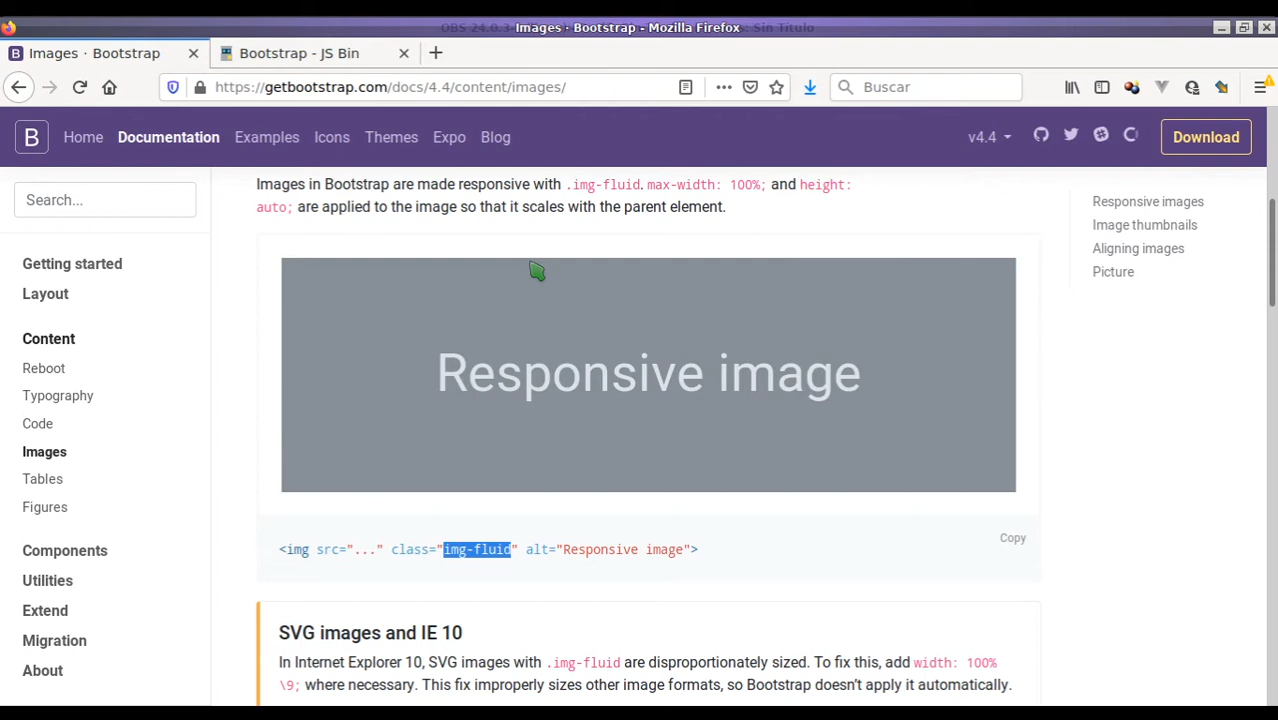 OBS 24.0.3
Sin Título
Images · Bootstrap - Mozilla Firefox
Images · Bootstrap
Bootstrap - JS Bin
https://getbootstrap.com/docs/4.4/content/images/
Buscar
B
Home
Documentation
Examples
Icons
Themes
Expo
Blog
v4.4
Download
Search...
Getting started
Layout
Content
Reboot
Typography
Code
Images
Tables
Figures
Components
Utilities
Extend
Migration
About
Images in Bootstrap are made responsive with .img-fluid. max-width: 100%; and height:
auto; are applied to the image so that it scales with the parent element.
Responsive image
Copy
<img src="..." class="img-fluid" alt="Responsive image">
SVG images and IE 10
In Internet Explorer 10, SVG images with .img-fluid are disproportionately sized. To fix this, add width: 100%
\9; where necessary. This fix improperly sizes other image formats, so Bootstrap doesn't apply it automatically.
Responsive images
Image thumbnails
Aligning images
Picture